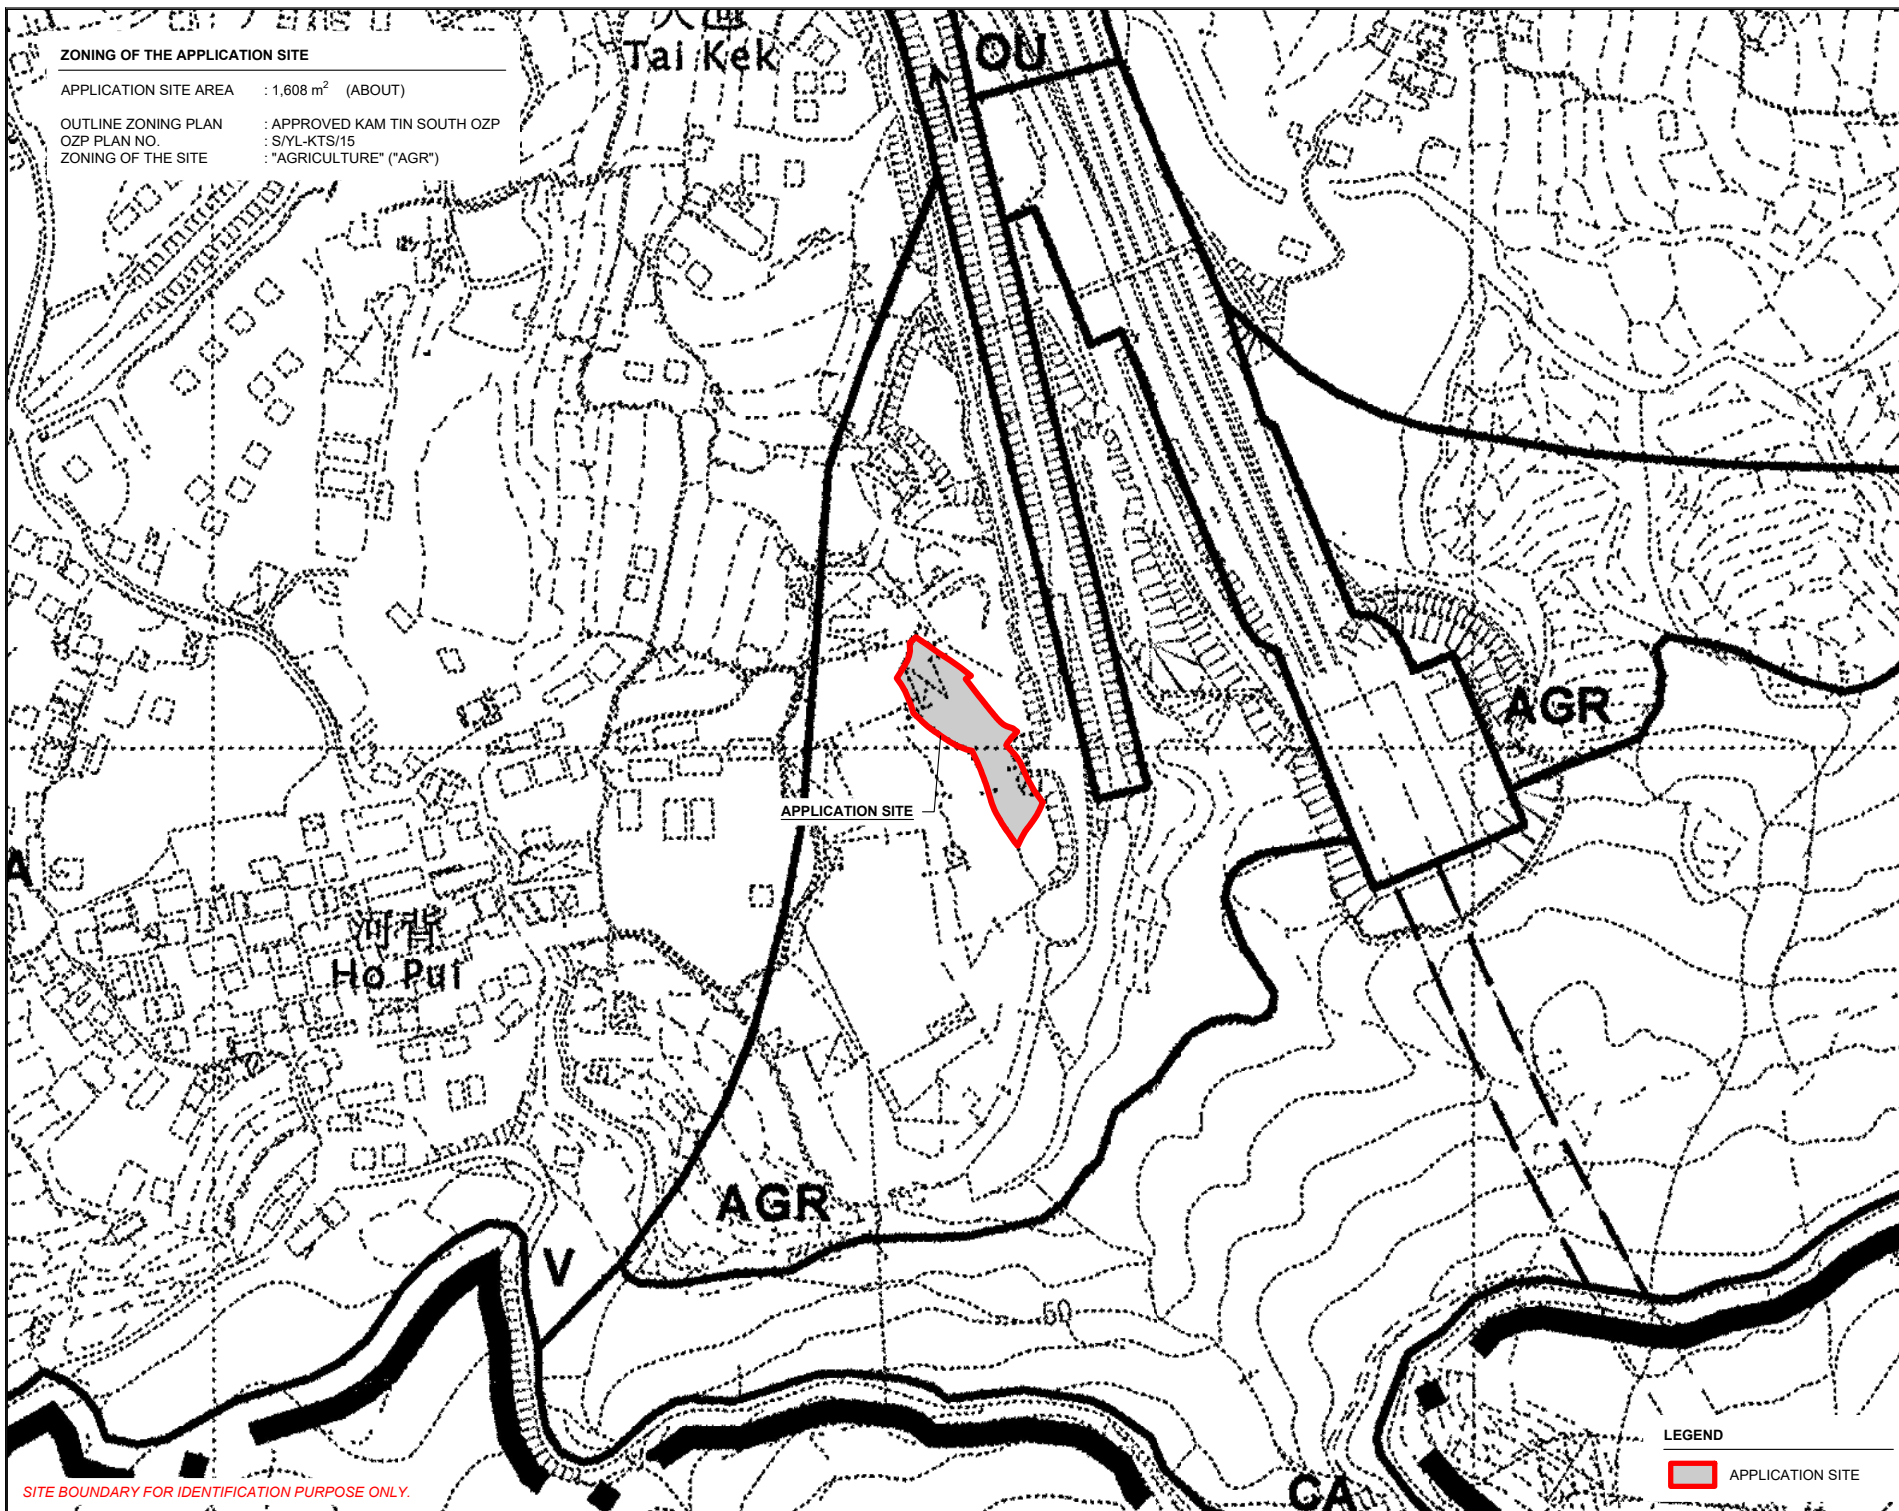 ZONING OF THE APPLICATION SITE
APPLICATION SITE AREA : 1,608 m² (ABOUT)
OUTLINE ZONING PLAN : APPROVED KAM TIN SOUTH OZP
OZP PLAN NO. : S/YL-KTS/15
ZONING OF THE SITE : "AGRICULTURE" ("AGR")
Tai Kek
OU
AGR
APPLICATION SITE
河背
Ho Pui
AGR
V
60
CA
LEGEND
APPLICATION SITE
SITE BOUNDARY FOR IDENTIFICATION PURPOSE ONLY.